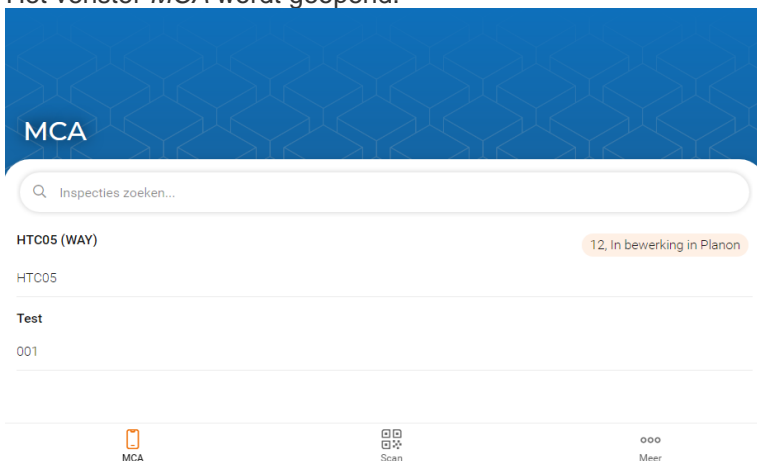 Het venster MCA wordt geopend.
MCA
Inspecties zoeken...
HTC05 (WAY)
12, In bewerking in Planon
HTC05
Test
001
MCA
Scan
Meer